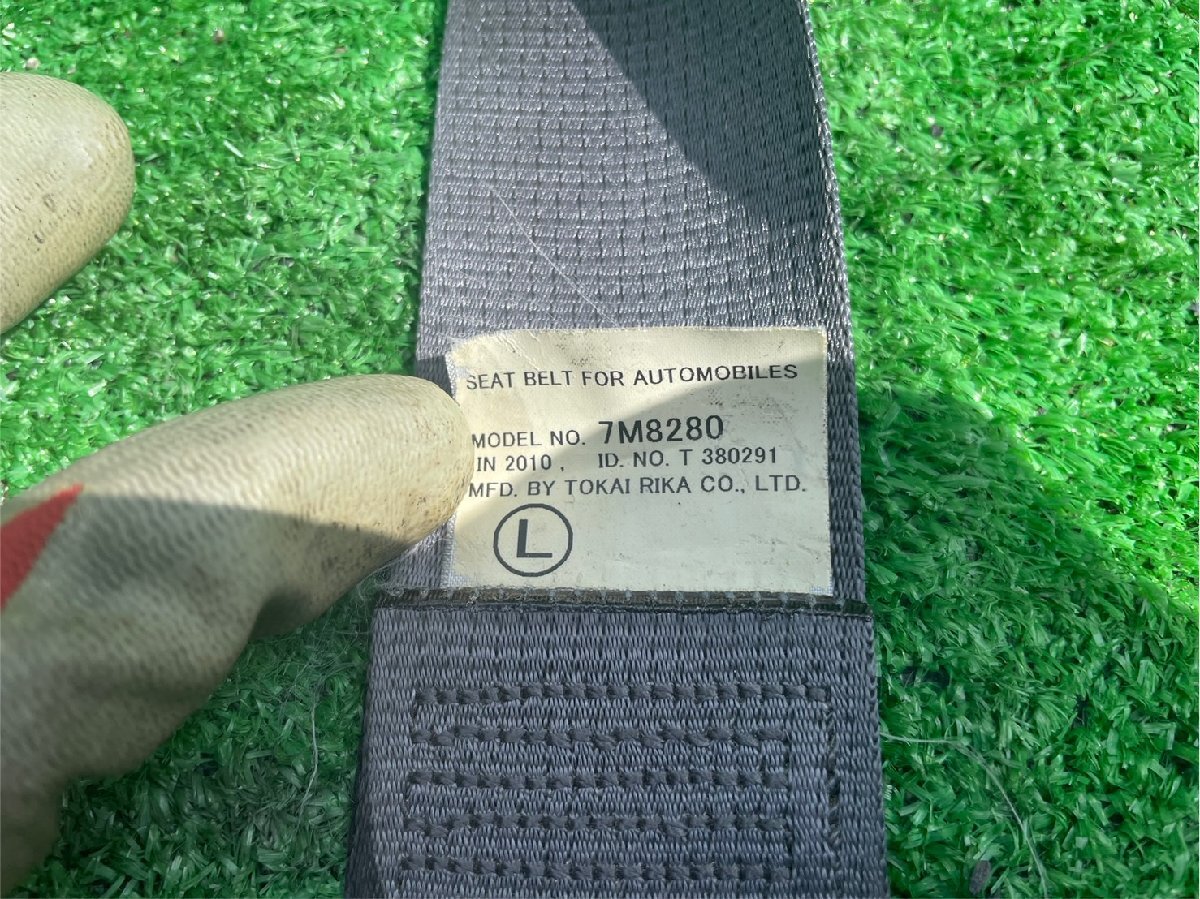 SEAT BELT FOR AUTOMOBILES
MODEL NO. 7M8280
IN 2010, ID. NO. T 380291
MFD. BY TOKAI RIKA CO., LTD.
L